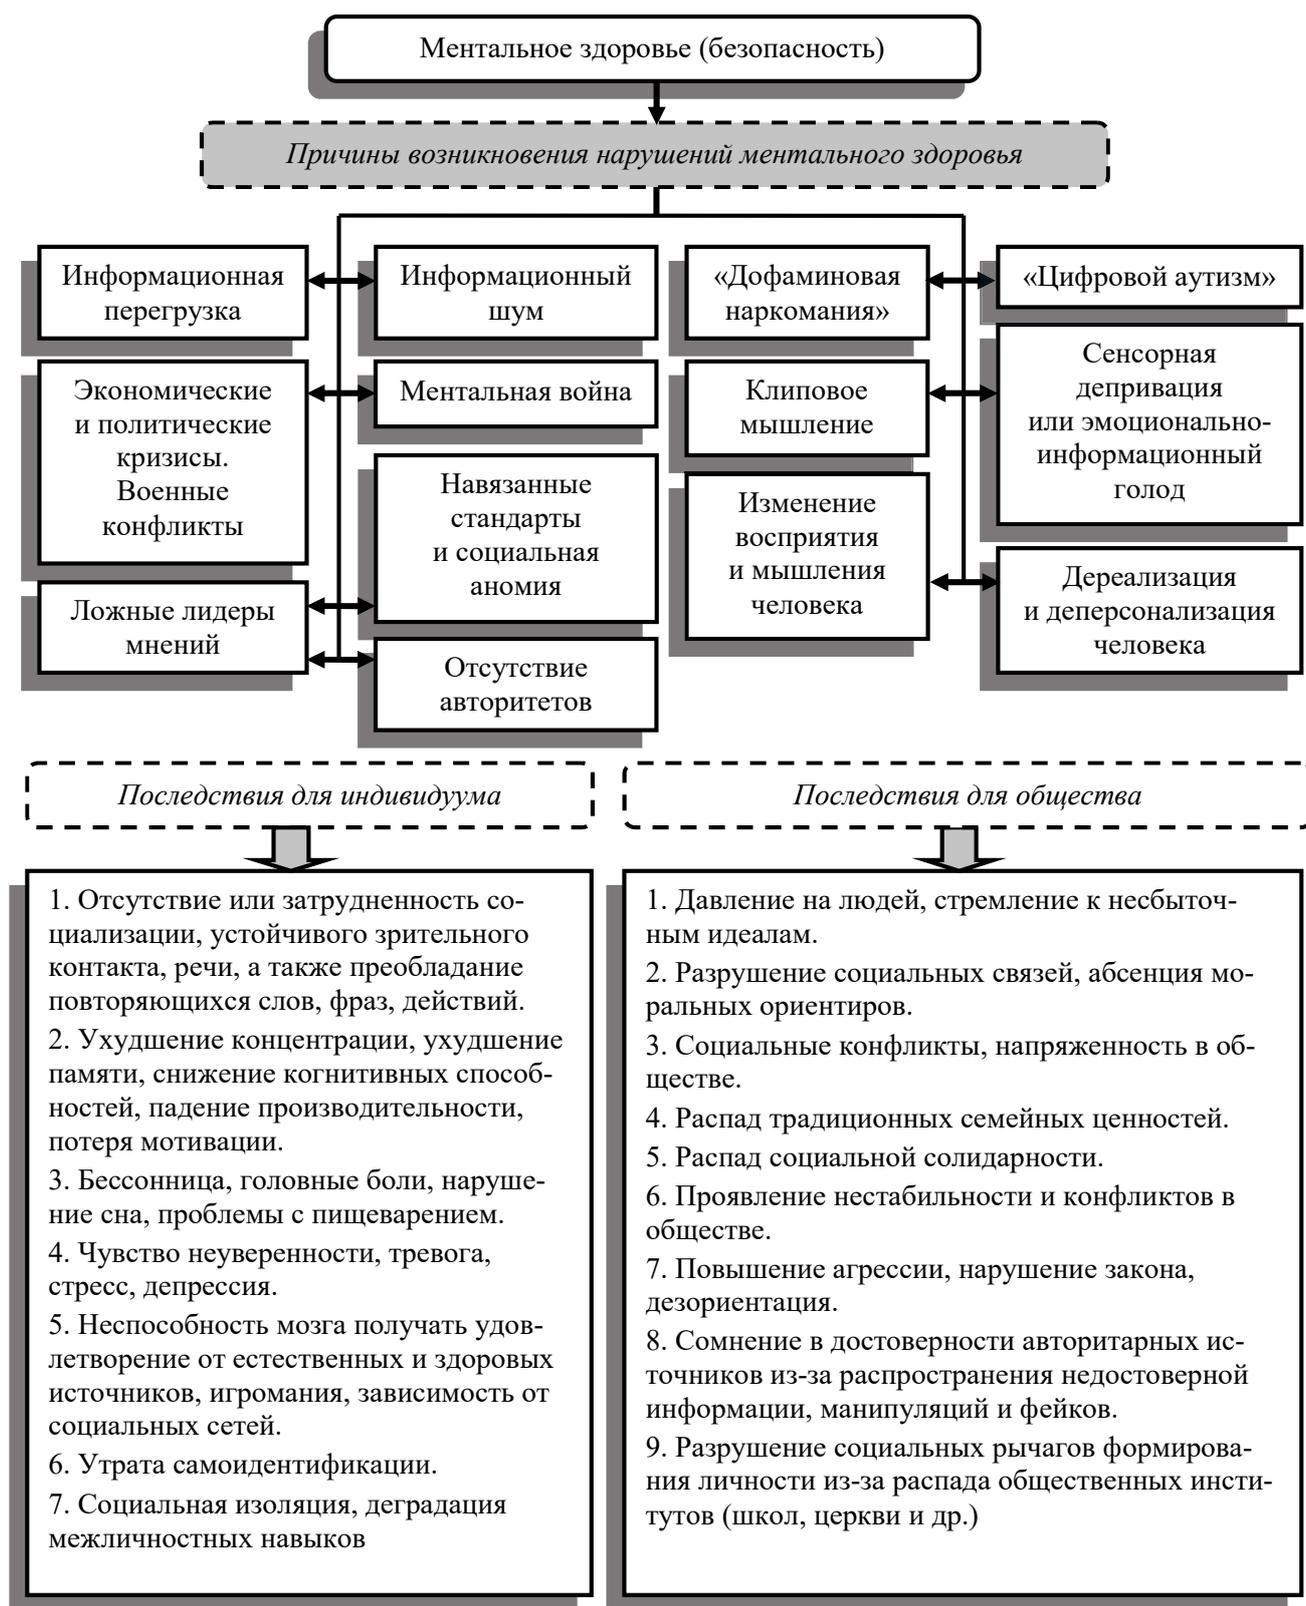 Ментальное здоровье (безопасность)
Причины возникновения нарушений ментального здоровья
Информационная
перегрузка
Информационный
шум
«Дофаминовая
наркомания»
«Цифровой аутизм»
Экономические
и политические
кризисы.
Военные
конфликты
Ментальная война
Клиповое
мышление
Сенсорная
депривация
или эмоционально-
информационный
голод
Навязанные
стандарты
и социальная
аномия
Изменение
восприятия
и мышления
человека
Ложные лидеры
мнений
Отсутствие
авторитетов
Дереализация
и деперсонализация
человека
Последствия для индивидуума
1. Отсутствие или затрудненность со-
циализации, устойчивого зрительного
контакта, речи, а также преобладание
повторяющихся слов, фраз, действий.
2. Ухудшение концентрации, ухудшение
памяти, снижение когнитивных способ-
ностей, падение производительности,
потеря мотивации.
3. Бессонница, головные боли, наруше-
ние сна, проблемы с пищеварением.
4. Чувство неуверенности, тревога,
стресс, депрессия.
5. Неспособность мозга получать удов-
летворение от естественных и здоровых
источников, игромания, зависимость от
социальных сетей.
6. Утрата самоидентификации.
7. Социальная изоляция, деградация
межличностных навыков
Последствия для общества
1. Давление на людей, стремление к несбыточ-
ным идеалам.
2. Разрушение социальных связей, абсенция мо-
ральных ориентиров.
3. Социальные конфликты, напряженность в об-
ществе.
4. Распад традиционных семейных ценностей.
5. Распад социальной солидарности.
6. Проявление нестабильности и конфликтов в
обществе.
7. Повышение агрессии, нарушение закона,
дезориентация.
8. Сомнение в достоверности авторитарных ис-
точников из-за распространения недостоверной
информации, манипуляций и фейков.
9. Разрушение социальных рычагов формирова-
ния личности из-за распада общественных инсти-
тутов (школ, церкви и др.)